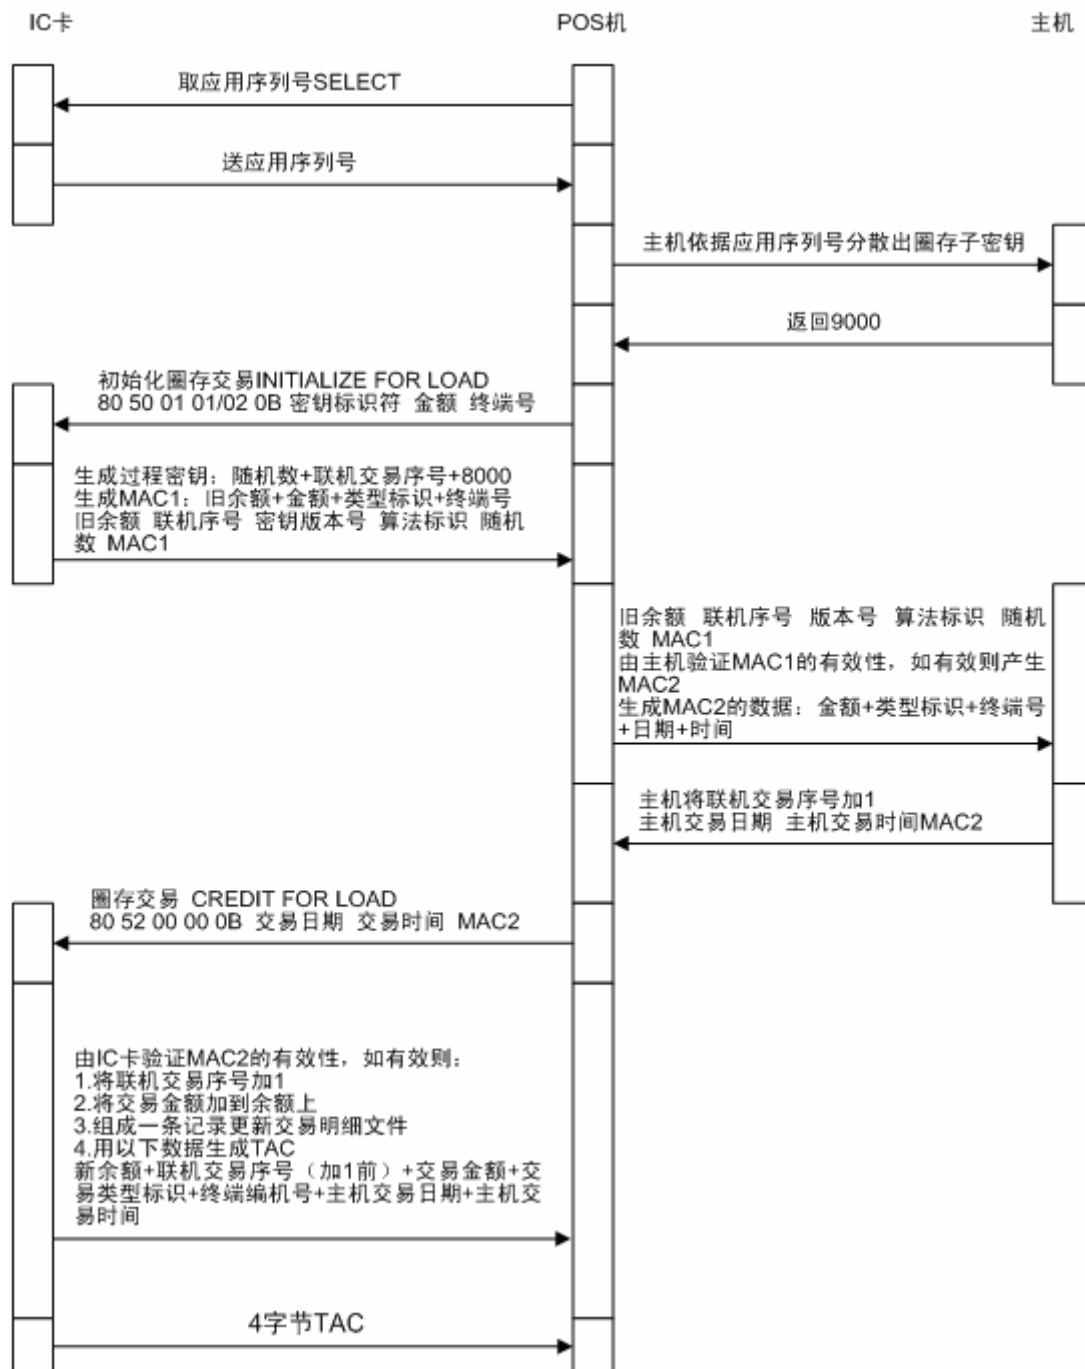 IC卡
POS机
主机
取应用序列号SELECT
送应用序列号
主机依据应用序列号分散出圈存子密钥
返回9000
初始化圈存交易INITIALIZE FOR LOAD
80 50 01 01/02 0B 密钥标识符 金额 终端号
生成过程密钥：随机数+联机交易序号+8000
生成MAC1：旧余额+金额+类型标识+终端号
旧余额 联机序号 密钥版本号 算法标识 随机
数 MAC1
旧余额 联机序号 版本号 算法标识 随机
数 MAC1
由主机验证MAC1的有效性，如有效则产生
MAC2
生成MAC2的数据：金额+类型标识+终端号
+日期+时间
主机将联机交易序号加1
主机交易日期 主机交易时间MAC2
圈存交易 CREDIT FOR LOAD
80 52 00 00 0B 交易日期 交易时间 MAC2
由IC卡验证MAC2的有效性，如有效则：
1.将联机交易序号加1
2.将交易金额加到余额上
3.组成一条记录更新交易明细文件
4.用以下数据生成TAC
新余额+联机交易序号（加1前）+交易金额+交
易类型标识+终端编机号+主机交易日期+主机交
易时间
4字节TAC